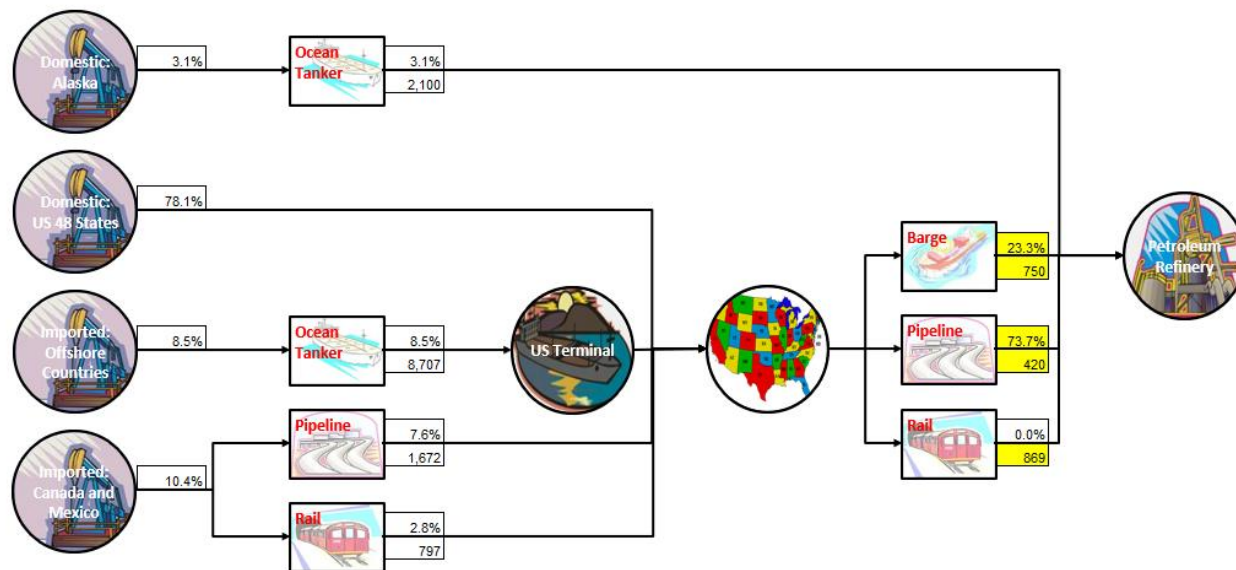 Domestic:
Alaska
3.1%
Ocean
Tanker
3.1%
2,100
Domestic:
US 48 States
78.1%
Imported:
Offshore
Countries
8.5%
Ocean
Tanker
8.5%
8,707
US Terminal
Imported:
Canada and
Mexico
10.4%
Pipeline
7.6%
1,672
Rail
2.8%
797
Barge
23.3%
750
Pipeline
73.7%
420
Rail
0.0%
869
Petroleum
Refinery